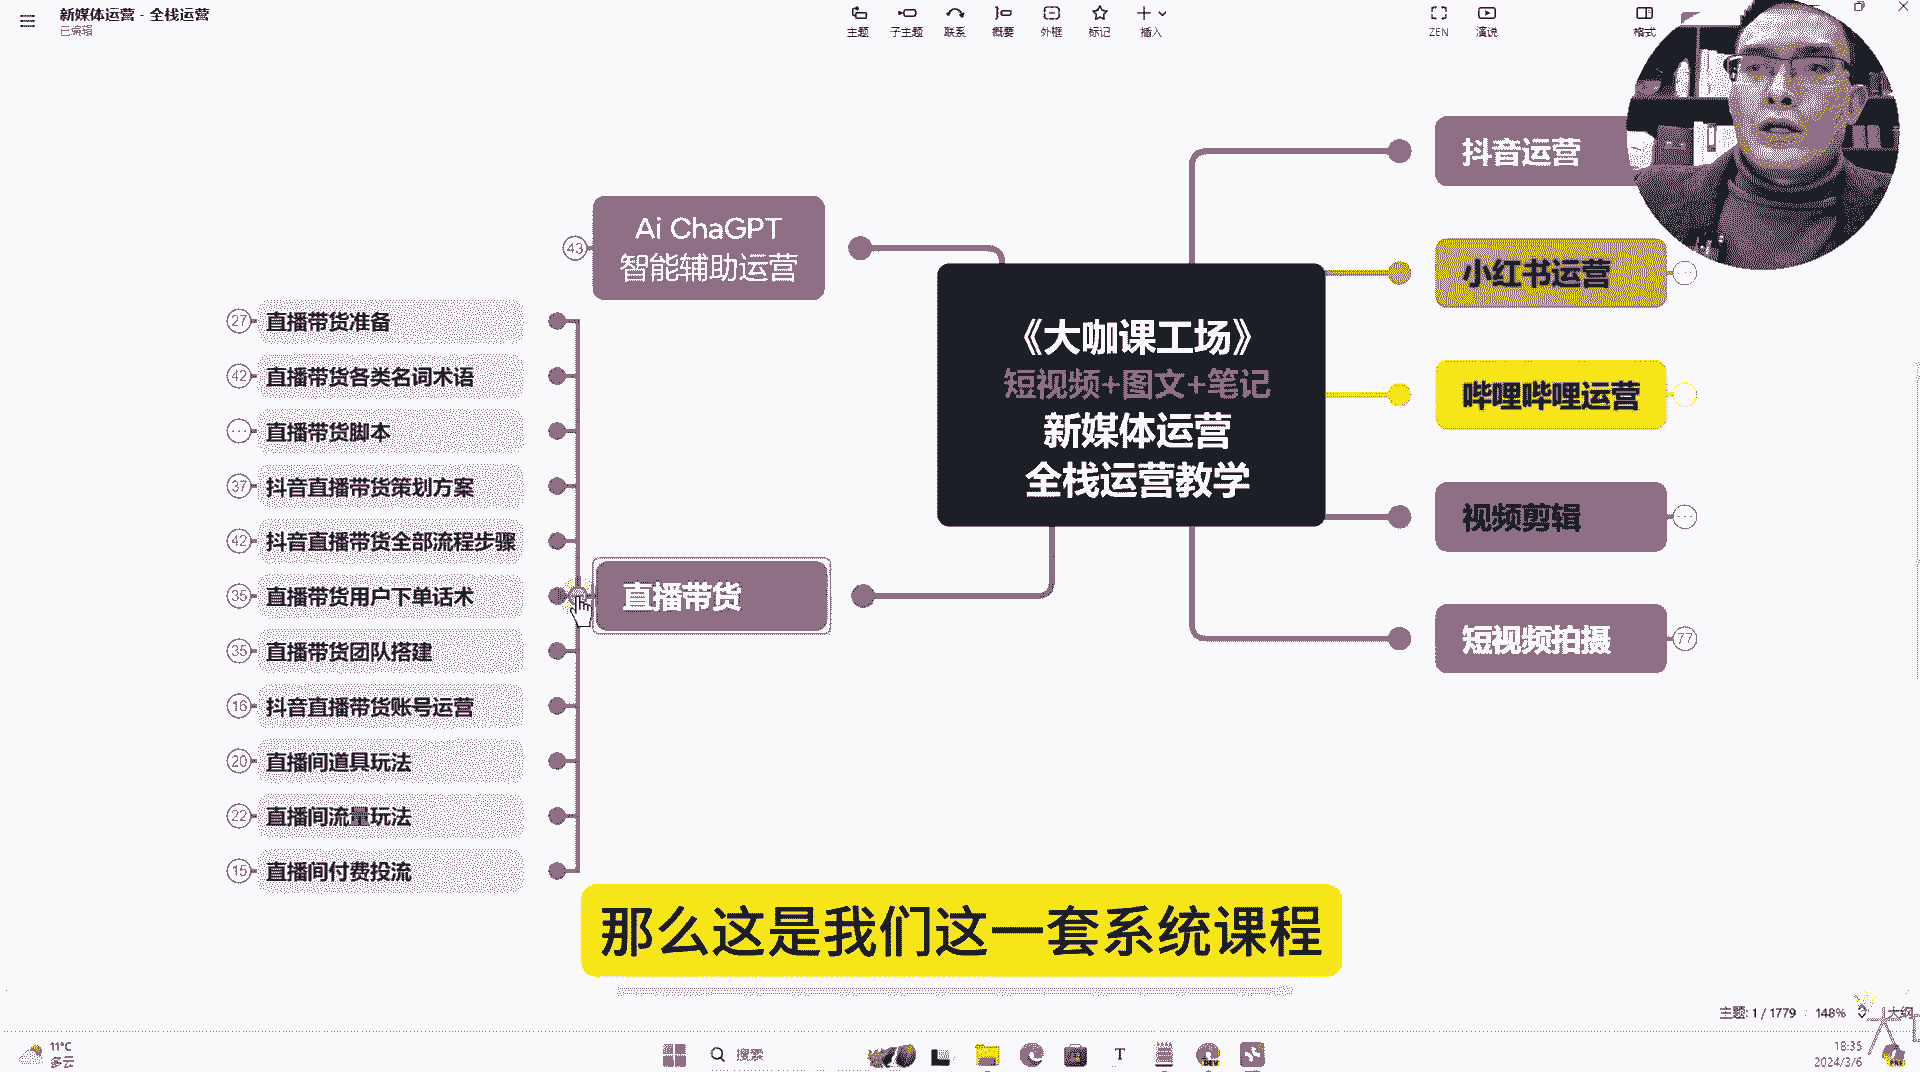 新媒体运营 - 全栈运营
已编辑
主题
子主题
联系
概要
外框
标记
插入
ZEN
演说
格式
Ai ChaGPT
智能辅助运营
43
27
直播带货准备
42
直播带货各类名词术语
直播带货脚本
37
抖音直播带货策划方案
42
抖音直播带货全部流程步骤
35
直播带货用户下单话术
35
直播带货团队搭建
16
抖音直播带货账号运营
20
直播间道具玩法
22
直播间流量玩法
15
直播间付费投流
直播带货
《大咖课工场》
短视频+图文+笔记
新媒体运营
全栈运营教学
抖音运营
小红书运营
哔哩哔哩运营
视频剪辑
短视频拍摄
77
那么这是我们这一套系统课程
主题: 1 / 1779
148%
大纲
11°C
多云
搜索
18:35
2024/3/6